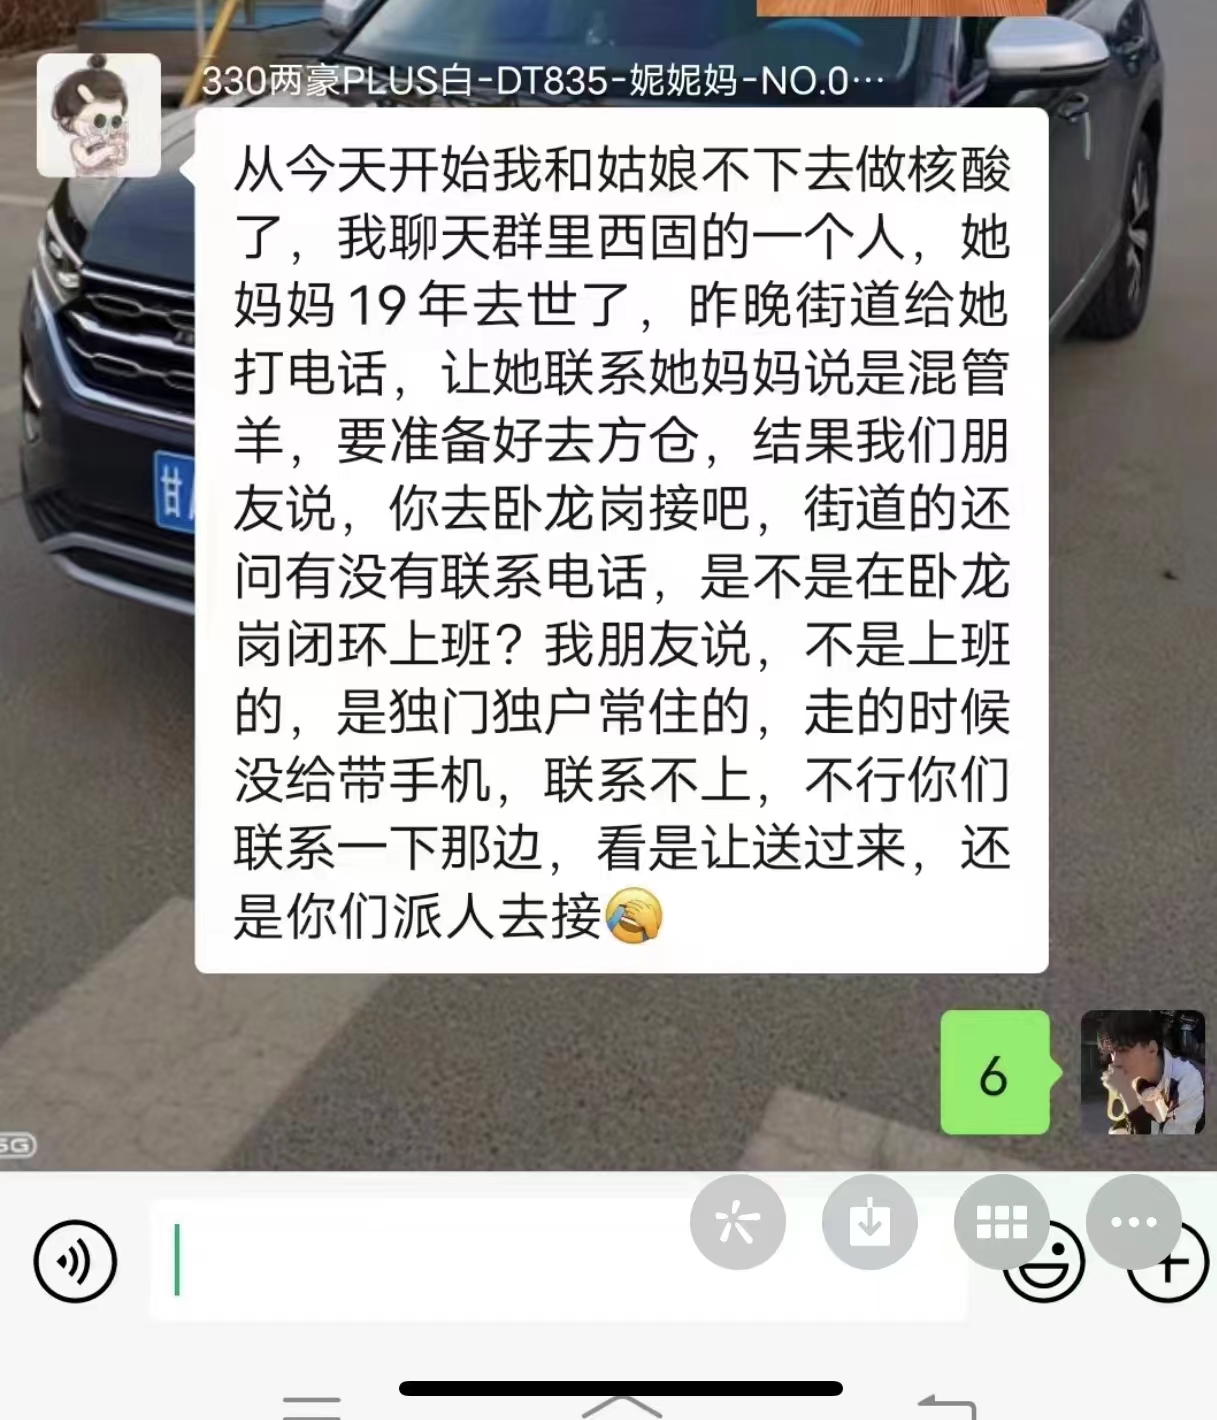 330两豪PLUS白-DT835-妮妮妈-NO.0…
从今天开始我和姑娘不下去做核酸
了，我聊天群里西固的一个人，她
妈妈19年去世了，昨晚街道给她
打电话，让她联系她妈妈说是混管
羊，要准备好去方仓，结果我们朋
友说，你去卧龙岗接吧，街道的还
问有没有联系电话，是不是在卧龙
岗闭环上班？我朋友说，不是上班
的，是独门独户常住的，走的时候
没给带手机，联系不上，不行你们
联系一下那边，看是让送过来，还
是你们派人去接🤦
甘
6
5G